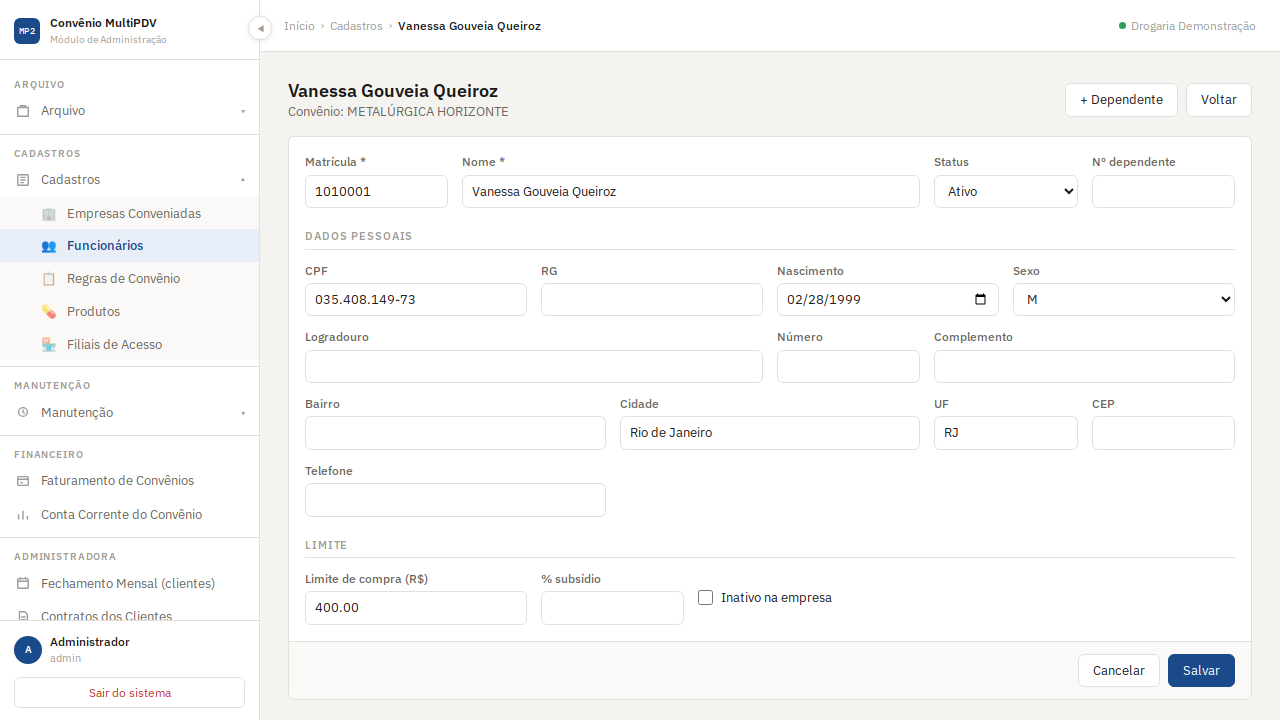 MP2
Convênio MultiPDV
Módulo de Administração
ARQUIVO
Arquivo
CADASTROS
Cadastros
Empresas Conveniadas
Funcionários
Regras de Convênio
Produtos
Filiais de Acesso
MANUTENÇÃO
Manutenção
FINANCEIRO
Faturamento de Convênios
Conta Corrente do Convênio
ADMINISTRADORA
Fechamento Mensal (clientes)
Contratos dos Clientes
A
Administrador
admin
Sair do sistema
Início › Cadastros › Vanessa Gouveia Queiroz
Drogaria Demonstração
Vanessa Gouveia Queiroz
Convênio: METALÚRGICA HORIZONTE
+ Dependente
Voltar
Matrícula * Nome * Status Nº dependente
1010001 Vanessa Gouveia Queiroz Ativo
DADOS PESSOAIS
CPF RG Nascimento Sexo
035.408.149-73 02/28/1999 M
Logradouro Número Complemento
Bairro Cidade UF CEP
Rio de Janeiro RJ
Telefone
LIMITE
Limite de compra (R$) % subsídio
400.00 Inativo na empresa
Cancelar Salvar